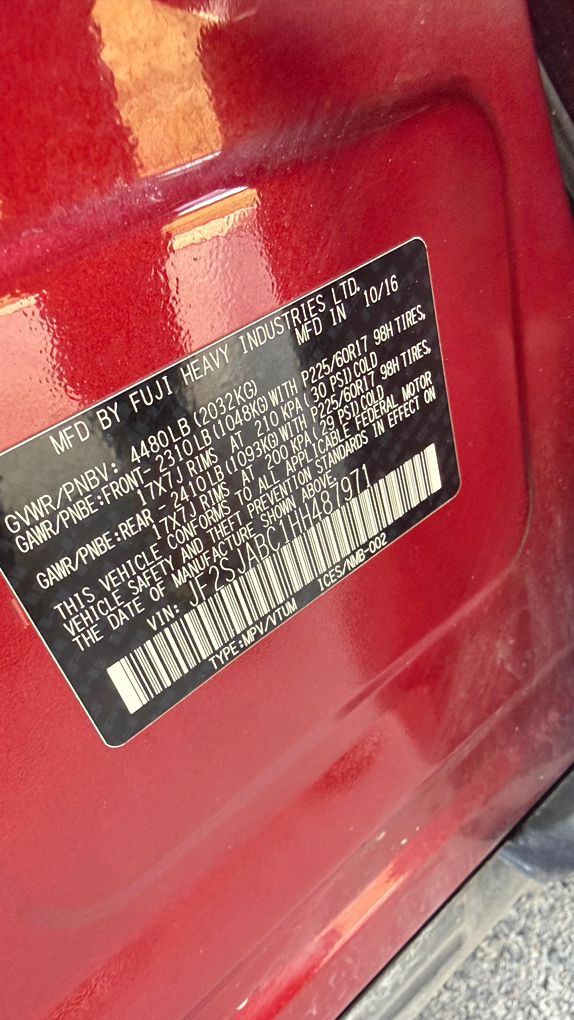 MFD BY FUJI HEAVY INDUSTRIES LTD.
MFD IN 10/16
GVWR/PNBV: 4480LB (2032KG)
GAWR/PNBE:FRONT- 2310LB (1048KG) WITH P225/60R17 98H TIRES,
17X7J RIMS AT 210 KPA ( 30 PSI) COLD
GAWR/PNBE:REAR - 2410LB (1093KG) WITH P225/60R17 98H TIRES,
17X7J RIMS AT 200 KPA ( 29 PSI) COLD
THIS VEHICLE CONFORMS TO ALL APPLICABLE FEDERAL MOTOR
VEHICLE SAFETY AND THEFT PREVENTION STANDARDS IN EFFECT ON
THE DATE OF MANUFACTURE SHOWN ABOVE.
VIN: JF2SJABC1HH487971
TYPE:MPV/VTUM ICES/NMB-002